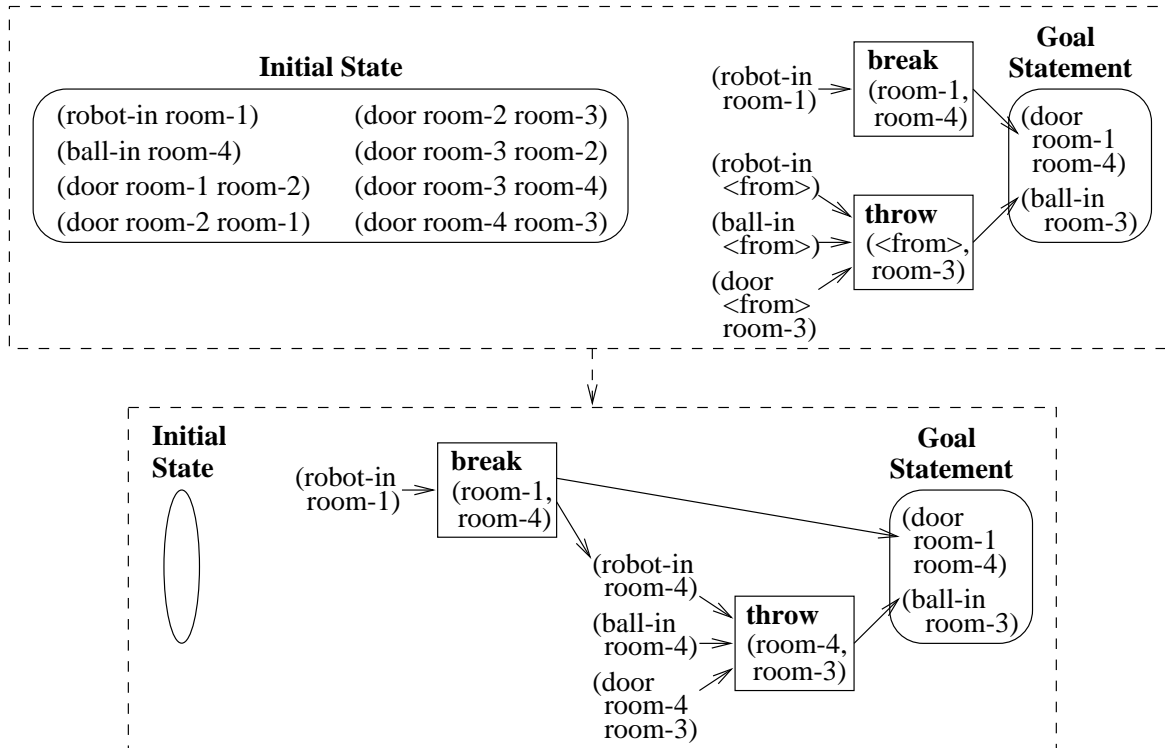 Initial State
(robot-in room-1)
(ball-in room-4)
(door room-1 room-2)
(door room-2 room-1)
(door room-2 room-3)
(door room-3 room-2)
(door room-3 room-4)
(door room-4 room-3)
(robot-in
room-1)
break
(room-1,
room-4)
(robot-in
<from>)
(ball-in
<from>)
(door
<from>
room-3)
throw
(<from>,
room-3)
Goal
Statement
(door
room-1
room-4)
(ball-in
room-3)
Initial
State
(robot-in
room-1)
break
(room-1,
room-4)
(robot-in
room-4)
(ball-in
room-4)
(door
room-4
room-3)
throw
(room-4,
room-3)
Goal
Statement
(door
room-1
room-4)
(ball-in
room-3)